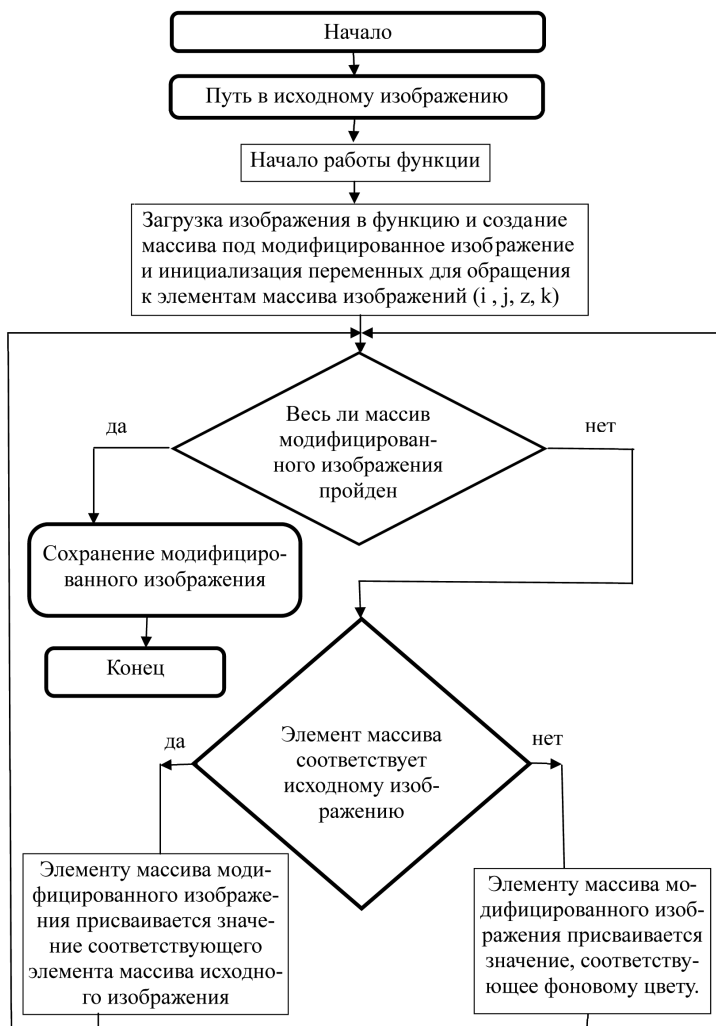 Начало
Путь в исходному изображению
Начало работы функции
Загрузка изображения в функцию и создание
массива под модифицированное изображение
и инициализация переменных для обращения
к элементам массива изображений (i , j, z, k)
Весь ли массив
модифицирован-
ного изображения
пройден
да
нет
Сохранение модифициро-
ванного изображения
Конец
Элемент массива
соответствует
исходному изоб-
ражению
да
нет
Элементу массива моди-
фицированного изображе-
ния присваивается значе-
ние соответствующего
элемента массива исходно-
го изображения
Элементу массива мо-
дифицированного изоб-
ражения присваивается
значение, соответству-
ющее фоновому цвету.